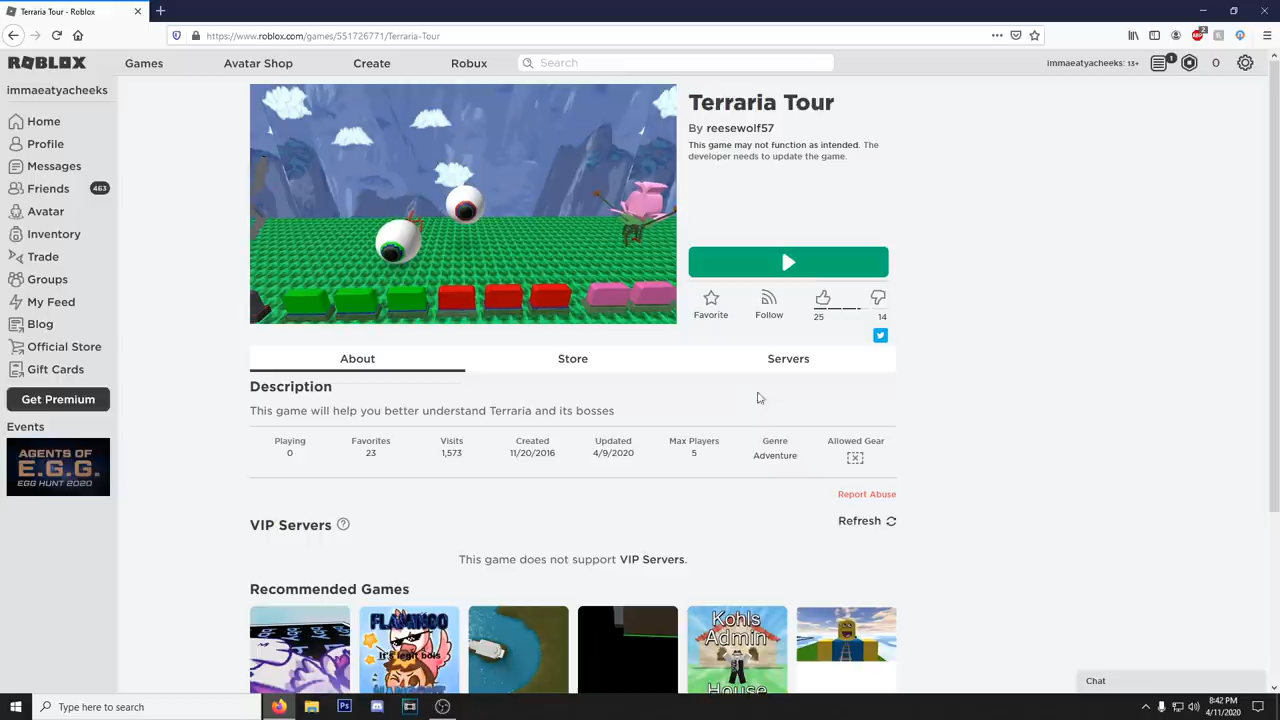 Terraria Tour - Roblox
https://www.roblox.com/games/551726771/Terraria-Tour
ROBLOX
Games
Avatar Shop
Create
Robux
Search
immaeatyacheeks: 13+
1
0
immaeatyacheeks
Home
Profile
Messages
Friends
463
Avatar
Inventory
Trade
Groups
My Feed
Blog
Official Store
Gift Cards
Get Premium
Events
AGENTS OF
E.G.G.
EGG HUNT 2020
Terraria Tour
By reesewolf57
This game may not function as intended. The
developer needs to update the game.
Favorite
Follow
25
14
About
Store
Servers
Description
This game will help you better understand Terraria and its bosses
Playing
0
Favorites
23
Visits
1,573
Created
11/20/2016
Updated
4/9/2020
Max Players
5
Genre
Adventure
Allowed Gear
Report Abuse
VIP Servers
Refresh
This game does not support VIP Servers.
Recommended Games
FLAMINGO
It's legit bois
Kohls
Admin
House
Chat
Type here to search
8:42 PM
4/11/2020